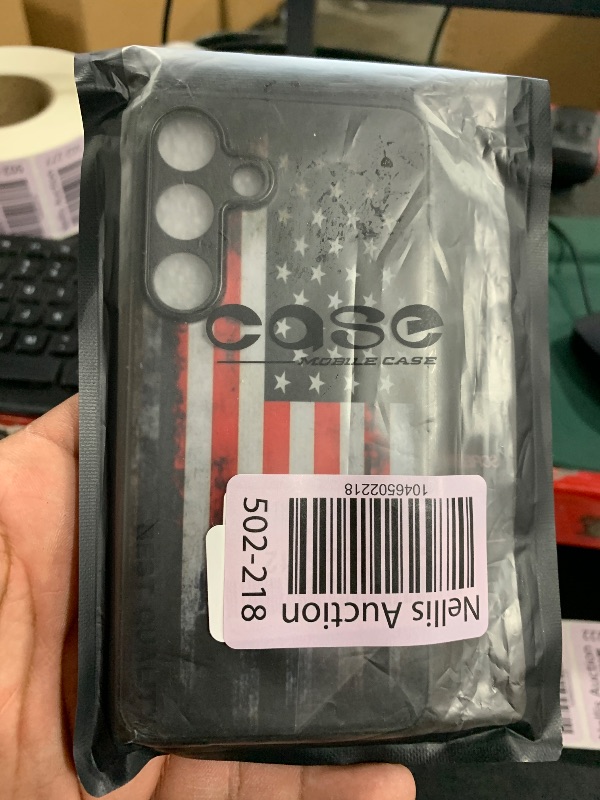 case
MOBILE CASE
1046502218
Nellis Auction
502-218